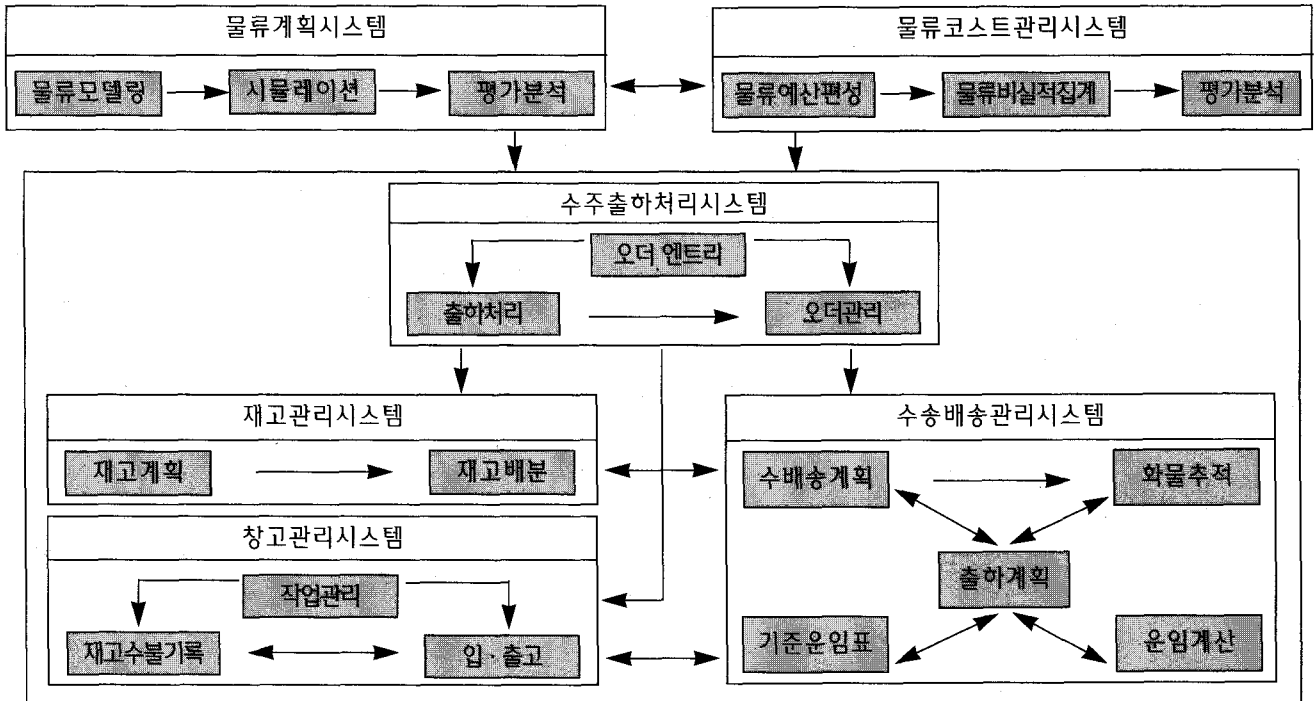 물류계획시스템
물류모델링
시뮬레이션
평가분석
물류코스트관리시스템
물류예산편성
물류비실적집계
평가분석
수주출하처리시스템
오더 엔트리
출하처리
오더관리
재고관리시스템
재고계획
재고배분
창고관리시스템
작업관리
재고수불기록
입·출고
수송배송관리시스템
수배송계획
화물추적
출하계획
기준운임표
운임계산